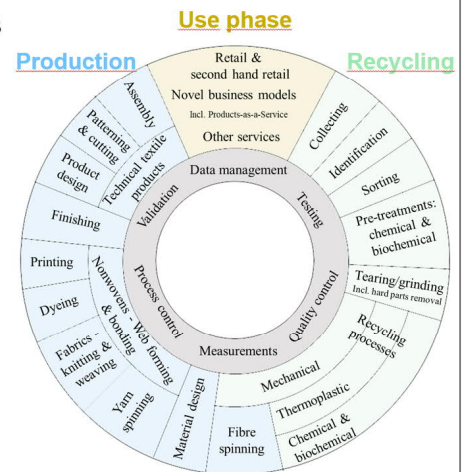 Use phase
Production
Recycling
Retail &
second hand retail
Novel business models
Incl. Products-as-a-Service
Other services
Collecting
Identification
Sorting
Pre-treatments:
chemical &
biochemical
Tearing/grinding
Incl. hard parts removal
Recycling
processes
Mechanical
Thermoplastic
Chemical &
biochemical
Fibre
spinning
Material design
Yarn
spinning
Fabrics -
knitting &
weaving
Dyeing
Printing
Nonwovens - Web forming
& bonding
Finishing
Product
design
Patterning
& cutting
Assembly
Technical textile
products
Data management
Testing
Quality control
Measurements
Process control
Validation